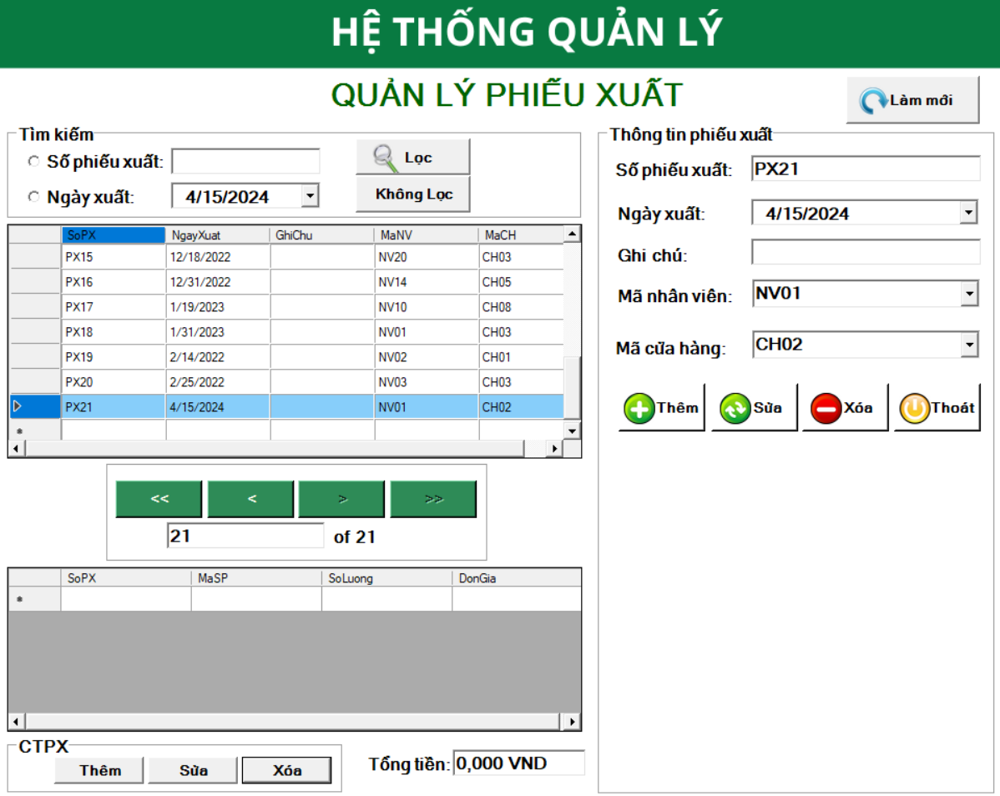 HỆ THỐNG QUẢN LÝ
QUẢN LÝ PHIẾU XUẤT
Làm mới
Tìm kiếm
Số phiếu xuất:
Lọc
Ngày xuất: 4/15/2024
Không Lọc
SoPX NgayXuat GhiChu MaNV MaCH
PX15 12/18/2022 NV20 CH03
PX16 12/31/2022 NV14 CH05
PX17 1/19/2023 NV10 CH08
PX18 1/31/2023 NV01 CH03
PX19 2/14/2022 NV02 CH01
PX20 2/25/2022 NV03 CH03
PX21 4/15/2024 NV01 CH02
<< < > >>
21 of 21
SoPX MaSP SoLuong DonGia
CTPX
Thêm Sửa Xóa
Tổng tiền: 0,000 VND
Thông tin phiếu xuất
Số phiếu xuất: PX21
Ngày xuất: 4/15/2024
Ghi chú:
Mã nhân viên: NV01
Mã cửa hàng: CH02
Thêm Sửa Xóa Thoát